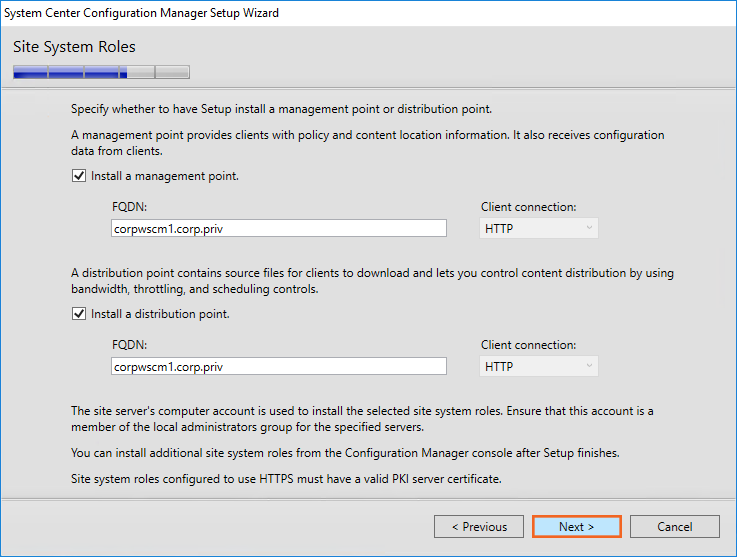 System Center Configuration Manager Setup Wizard
Site System Roles
Specify whether to have Setup install a management point or distribution point.
A management point provides clients with policy and content location information. It also receives configuration
data from clients.
Install a management point.
FQDN:
Client connection:
corpwscm1.corp.priv
HTTP
A distribution point contains source files for clients to download and lets you control content distribution by using
bandwidth, throttling, and scheduling controls.
Install a distribution point.
FQDN:
Client connection:
corpwscm1.corp.priv
HTTP
The site server's computer account is used to install the selected site system roles. Ensure that this account is a
member of the local administrators group for the specified servers.
You can install additional site system roles from the Configuration Manager console after Setup finishes.
Site system roles configured to use HTTPS must have a valid PKI server certificate.
< Previous
Next >
Cancel